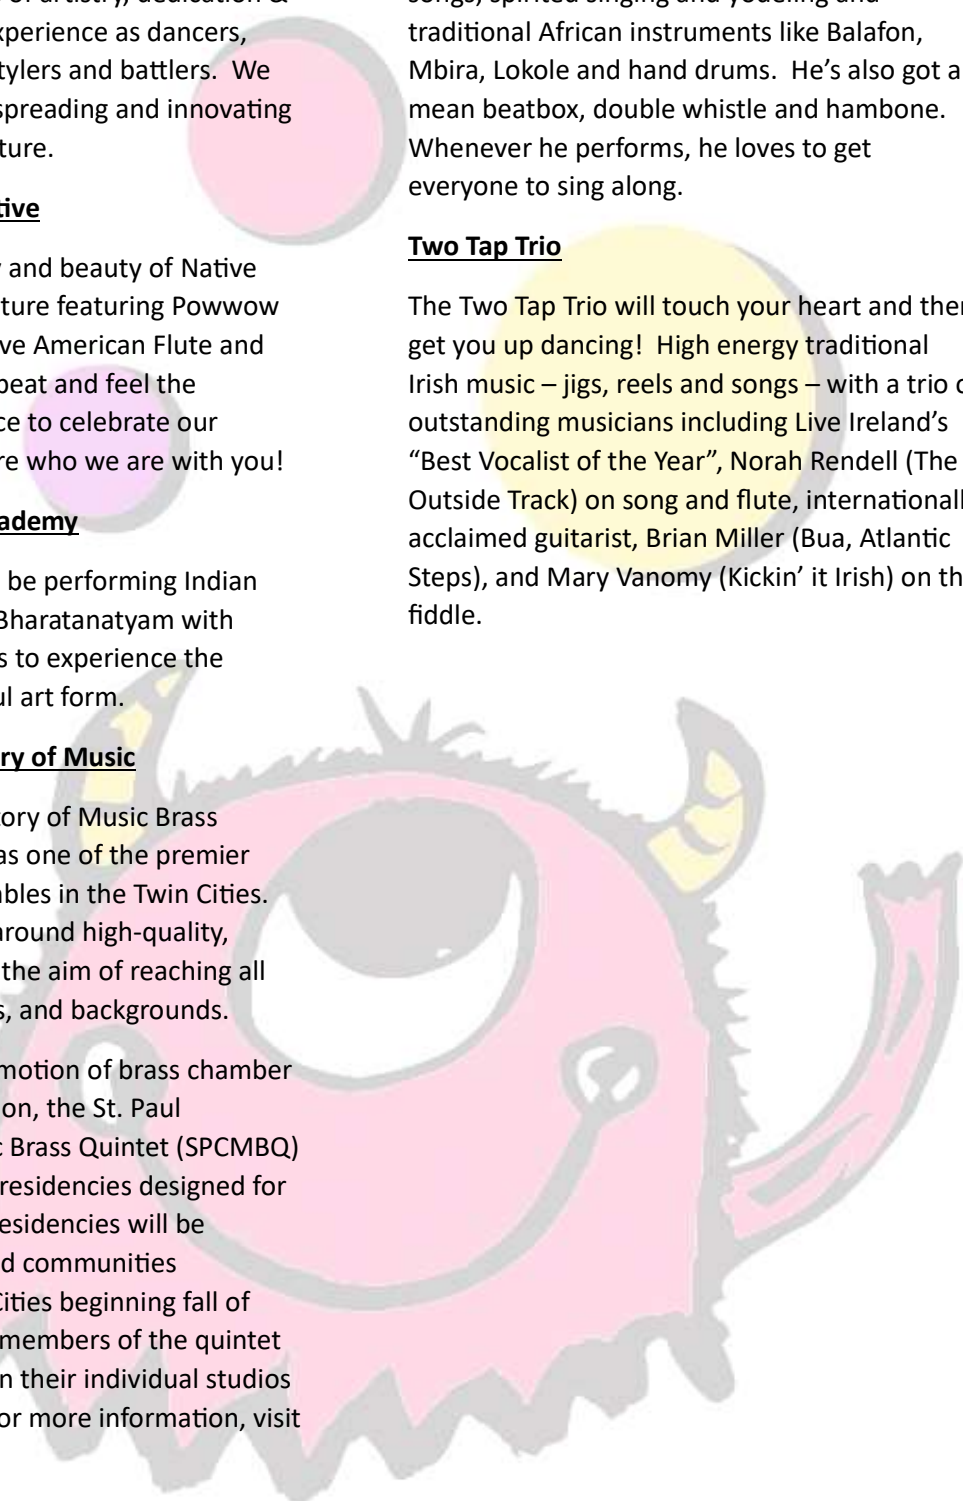 of artistry, dedication &
xperience as dancers,
tylers and battlers. We
spreading and innovating
ture.
tive
and beauty of Native
ture featuring Powwow
ve American Flute and
beat and feel the
ce to celebrate our
re who we are with you!
ademy
be performing Indian
Bharatanatyam with
s to experience the
ul art form.
ry of Music
tory of Music Brass
as one of the premier
bles in the Twin Cities.
around high-quality,
the aim of reaching all
s, and backgrounds.
motion of brass chamber
on, the St. Paul
c Brass Quintet (SPCMBQ)
residencies designed for
esidencies will be
d communities
Cities beginning fall of
members of the quintet
n their individual studios
or more information, visit
songs, spirited singing and yodeling and
traditional African instruments like Balafon,
Mbira, Lokole and hand drums. He's also got a
mean beatbox, double whistle and hambone.
Whenever he performs, he loves to get
everyone to sing along.
Two Tap Trio
The Two Tap Trio will touch your heart and then
get you up dancing! High energy traditional
Irish music – jigs, reels and songs – with a trio o
outstanding musicians including Live Ireland's
“Best Vocalist of the Year”, Norah Rendell (The
Outside Track) on song and flute, internationall
acclaimed guitarist, Brian Miller (Bua, Atlantic
Steps), and Mary Vanomy (Kickin’ it Irish) on th
fiddle.